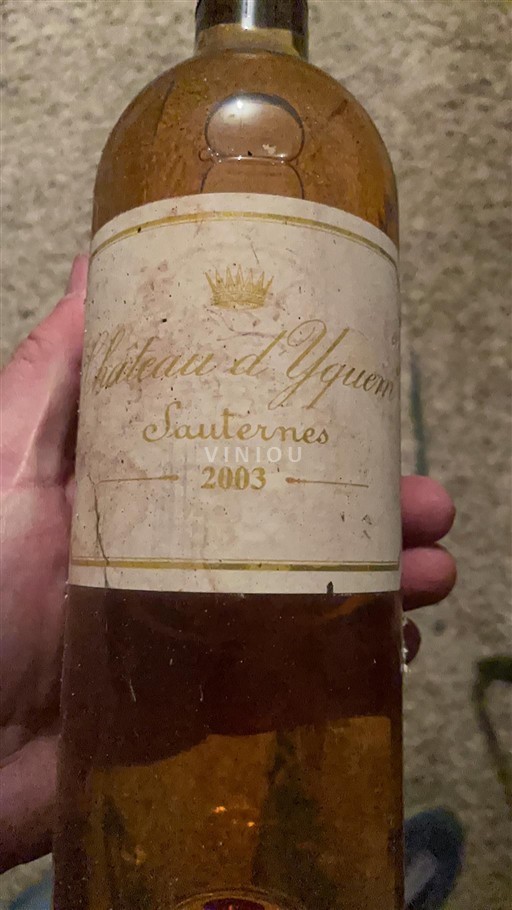 Château d'Yquem
Sauternes
VINIOU
2003